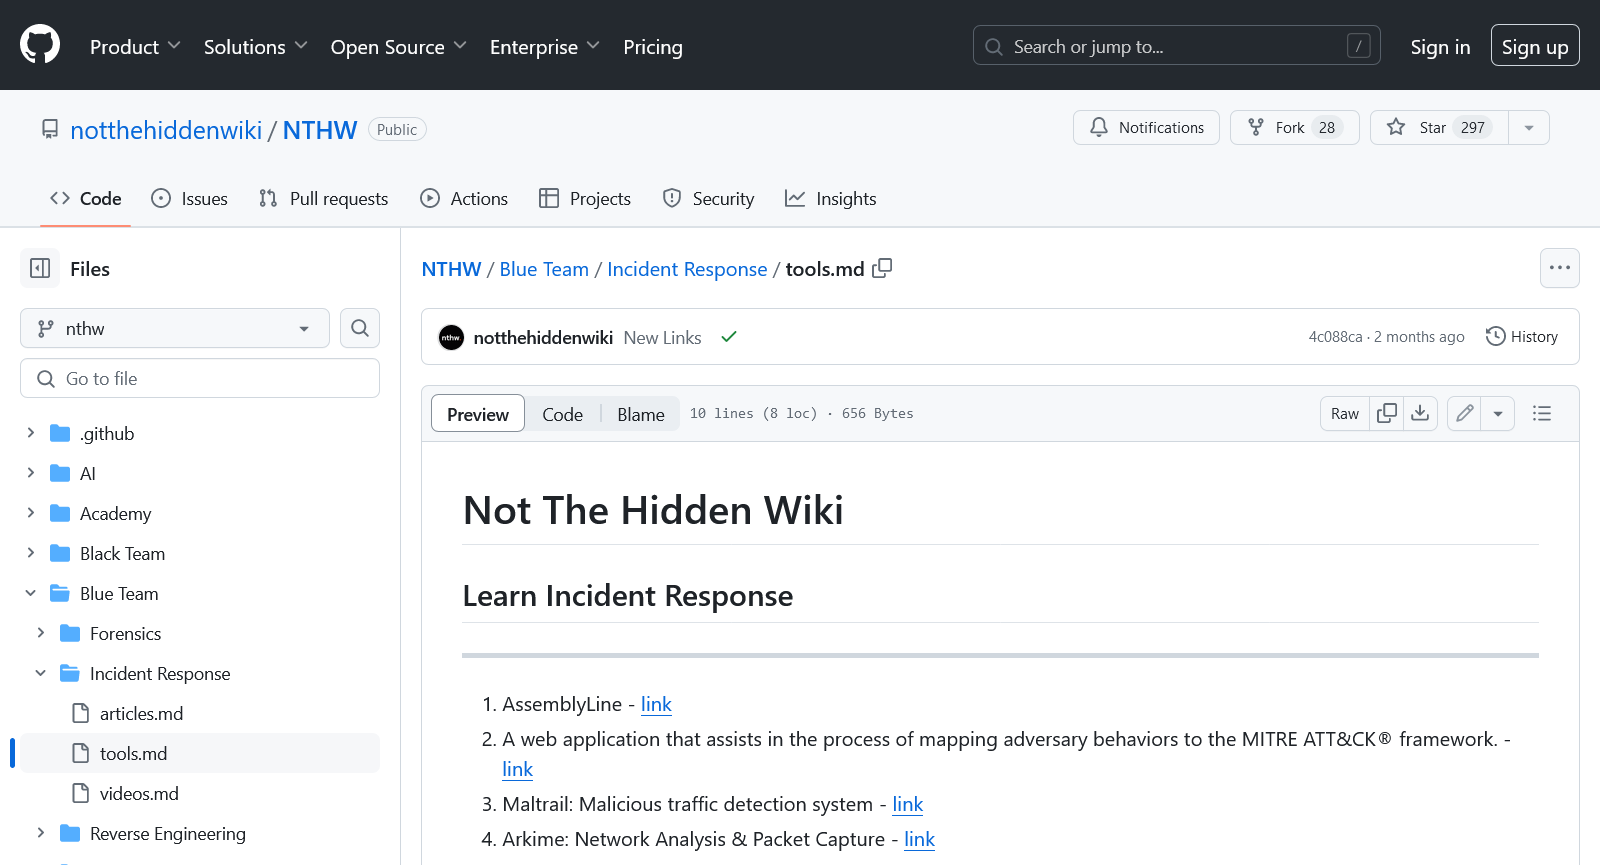 Product Solutions Open Source Enterprise Pricing Search or jump to... / Sign in Sign up
notthehiddenwiki / NTHW Public Notifications Fork 28 Star 297
Code Issues Pull requests Actions Projects Security Insights
Files
nthw
Go to file
.github
AI
Academy
Black Team
Blue Team
Forensics
Incident Response
articles.md
tools.md
videos.md
Reverse Engineering
NTHW / Blue Team / Incident Response / tools.md
nthw notthehiddenwiki New Links 4c088ca · 2 months ago History
Preview Code Blame 10 lines (8 loc) · 656 Bytes Raw
Not The Hidden Wiki
Learn Incident Response
1. AssemblyLine - link
2. A web application that assists in the process of mapping adversary behaviors to the MITRE ATT&CK® framework. -
link
3. Maltrail: Malicious traffic detection system - link
4. Arkime: Network Analysis & Packet Capture - link